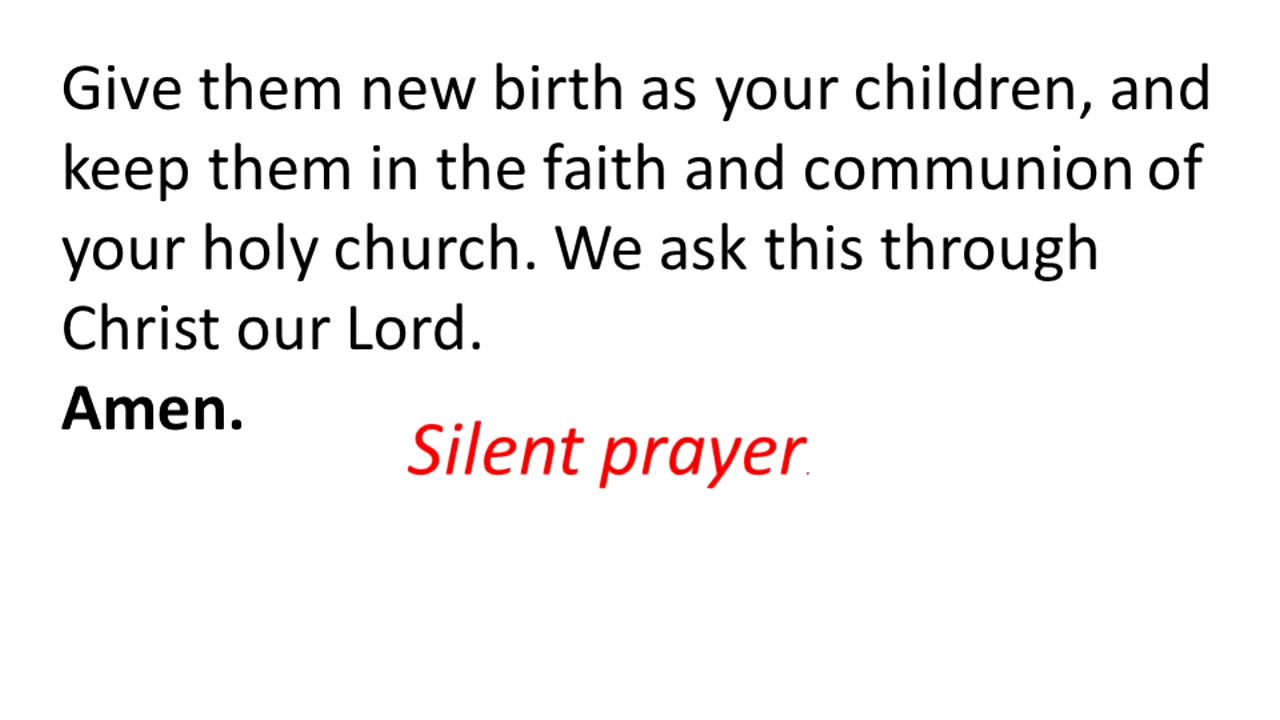 Give them new birth as your children, and
keep them in the faith and communion of
your holy church. We ask this through
Christ our Lord.
Amen.
Silent prayer.